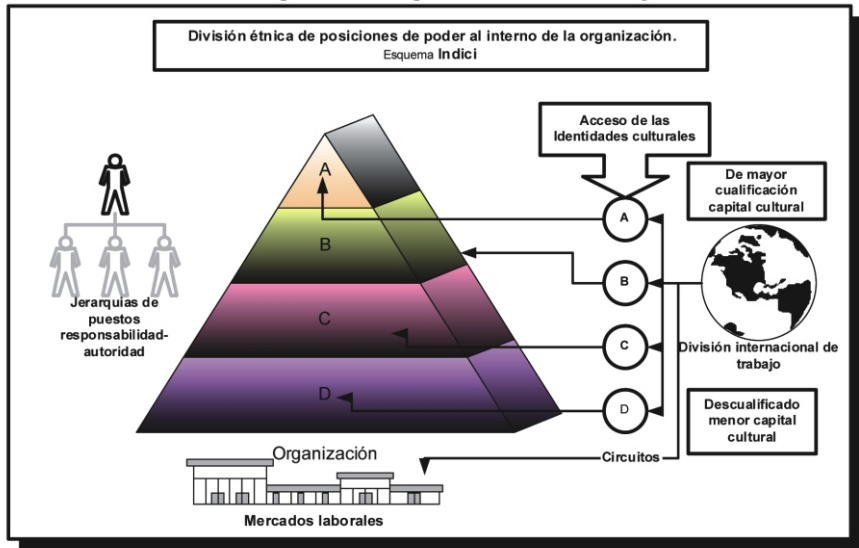 División étnica de posiciones de poder al interno de la organización.
Esquema Indici
Acceso de las
Identidades culturales
De mayor
cualificación
capital cultural
A
B
C
D
A
B
C
D
Jerarquías de
puestos
responsabilidad-
autoridad
División internacional de
trabajo
Descualificado
menor capital
cultural
Circuitos
Organización
Mercados laborales